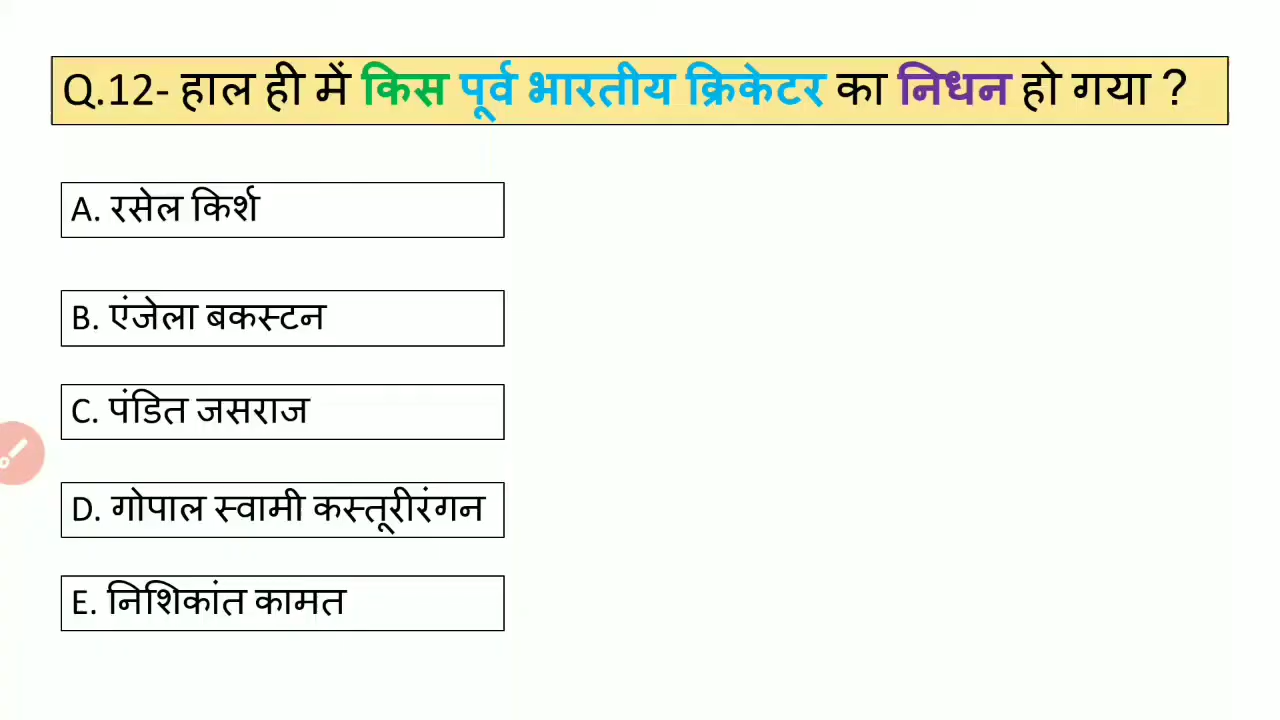 Q.12- हाल ही में किस पूर्व भारतीय क्रिकेटर का निधन हो गया ?
A. रसेल किर्श
B. एंजेला बकस्टन
C. पंडित जसराज
D. गोपाल स्वामी कस्तूरीरंगन
E. निशिकांत कामत